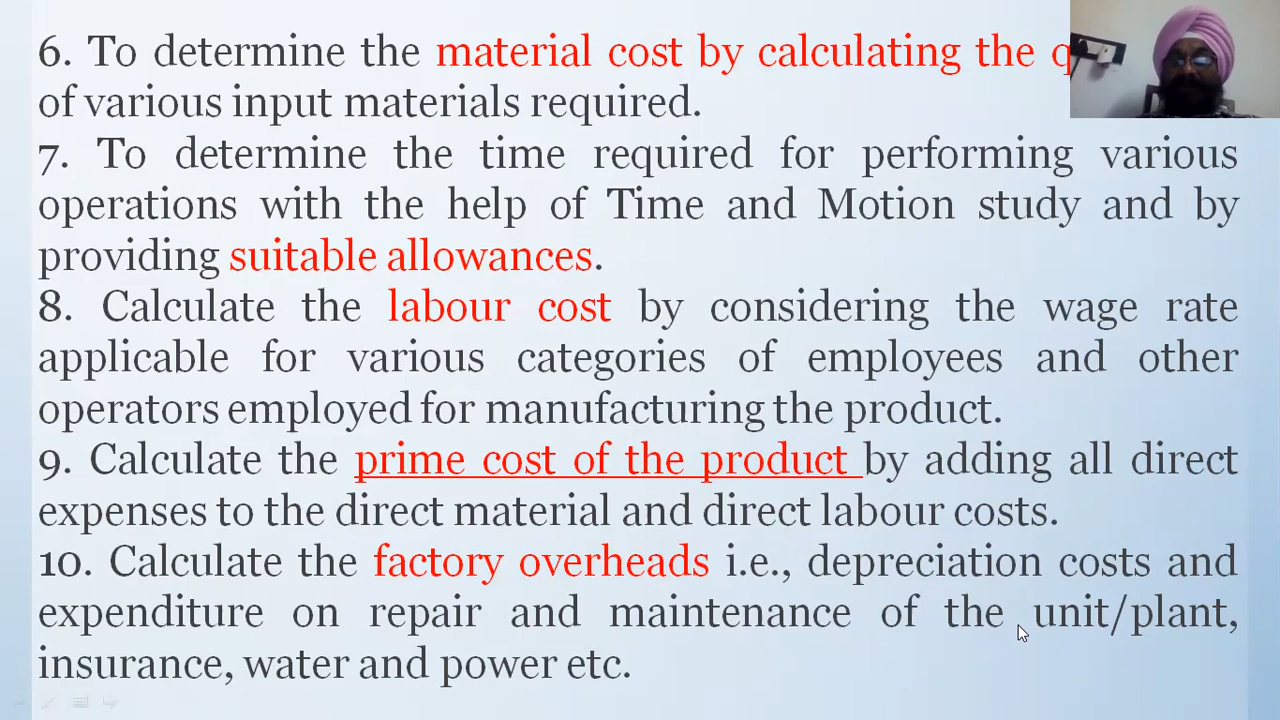 6. To determine the material cost by calculating the
of various input materials required.
7. To determine the time required for performing various
operations with the help of Time and Motion study and by
providing suitable allowances.
8. Calculate the labour cost by considering the wage rate
applicable for various categories of employees and other
operators employed for manufacturing the product.
9. Calculate the prime cost of the product by adding all direct
expenses to the direct material and direct labour costs.
10. Calculate the factory overheads i.e., depreciation costs and
expenditure on repair and maintenance of the unit/plant,
insurance, water and power etc.